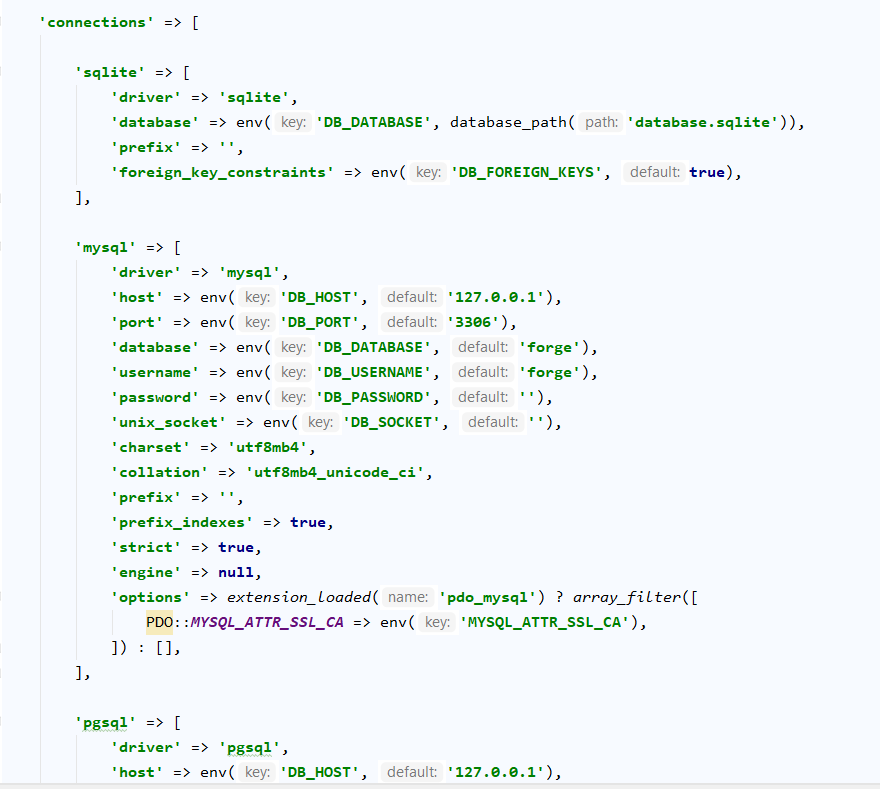 'connections' => [
'sqlite' => [
'driver' => 'sqlite',
'database' => env( key: 'DB_DATABASE', database_path( path: 'database.sqlite')),
'prefix' => '',
'foreign_key_constraints' => env( key: 'DB_FOREIGN_KEYS', default: true),
],
'mysql' => [
'driver' => 'mysql',
'host' => env( key: 'DB_HOST', default: '127.0.0.1'),
'port' => env( key: 'DB_PORT', default: '3306'),
'database' => env( key: 'DB_DATABASE', default: 'forge'),
'username' => env( key: 'DB_USERNAME', default: 'forge'),
'password' => env( key: 'DB_PASSWORD', default: ''),
'unix_socket' => env( key: 'DB_SOCKET', default: ''),
'charset' => 'utf8mb4',
'collation' => 'utf8mb4_unicode_ci',
'prefix' => '',
'prefix_indexes' => true,
'strict' => true,
'engine' => null,
'options' => extension_loaded( name: 'pdo_mysql') ? array_filter([
PDO::MYSQL_ATTR_SSL_CA => env( key: 'MYSQL_ATTR_SSL_CA'),
]) : [],
],
'pgsql' => [
'driver' => 'pgsql',
'host' => env( key: 'DB_HOST', default: '127.0.0.1'),